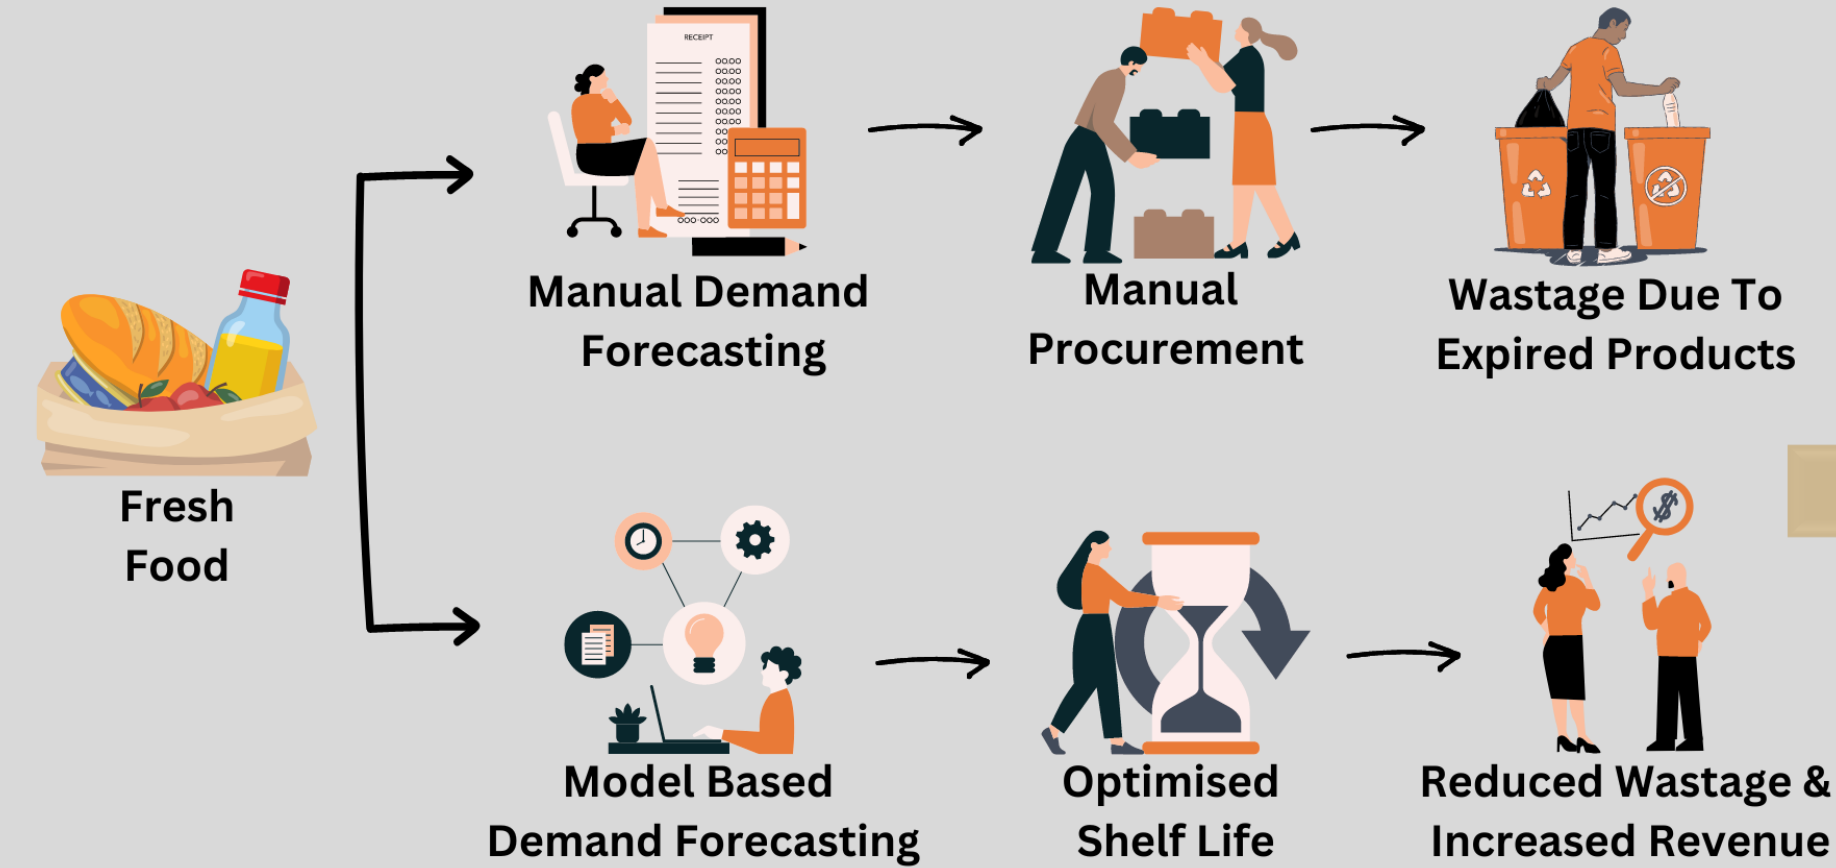 RECEIPT
Manual Demand
Forecasting
Manual
Procurement
Wastage Due To
Expired Products
Fresh
Food
Model Based
Demand Forecasting
Optimised
Shelf Life
$
Reduced Wastage &
Increased Revenue